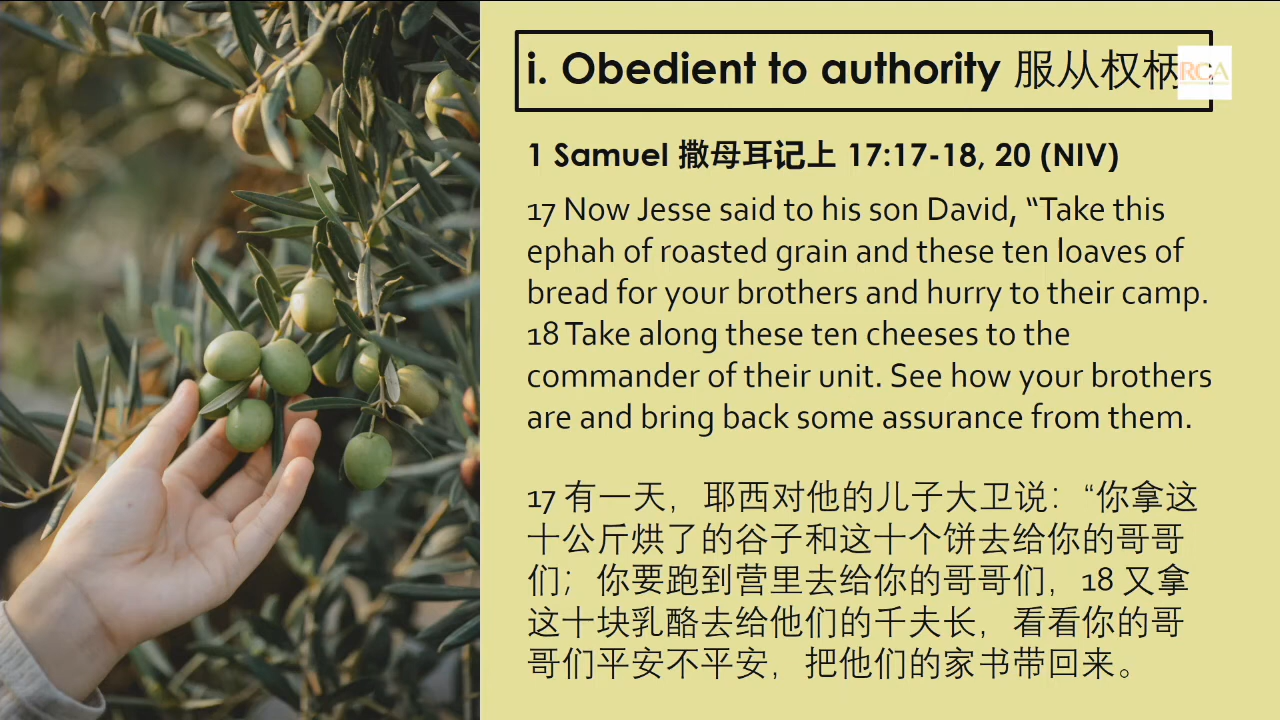 i. Obedient to authority 服从权柄
RCA
1 Samuel 撒母耳记上 17:17-18, 20 (NIV)
17 Now Jesse said to his son David, “Take this
ephah of roasted grain and these ten loaves of
bread for your brothers and hurry to their camp.
18 Take along these ten cheeses to the
commander of their unit. See how your brothers
are and bring back some assurance from them.
17 有一天，耶西对他的儿子大卫说：“你拿这
十公斤烘了的谷子和这十个饼去给你的哥哥
们；你要跑到营里去给你的哥哥们，18 又拿
这十块乳酪去给他们的千夫长，看看你的哥
哥们平安不平安，把他们的家书带回来。